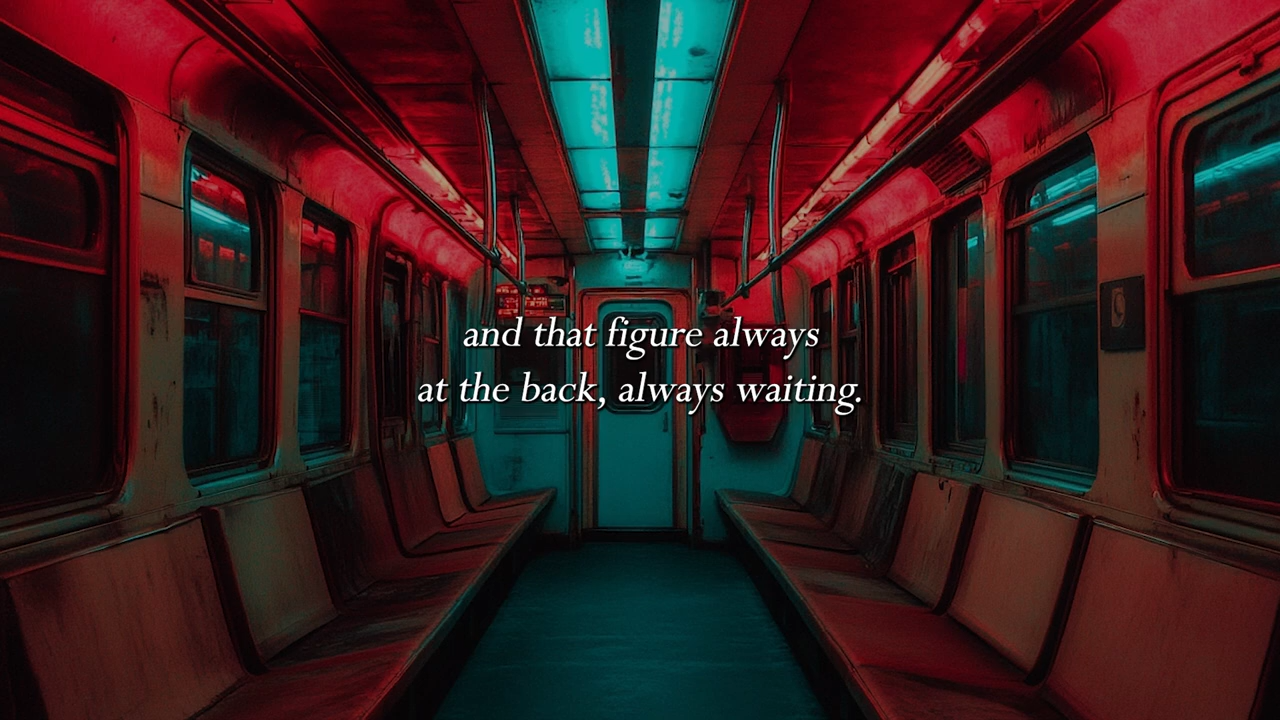 and that figure always
at the back, always waiting.